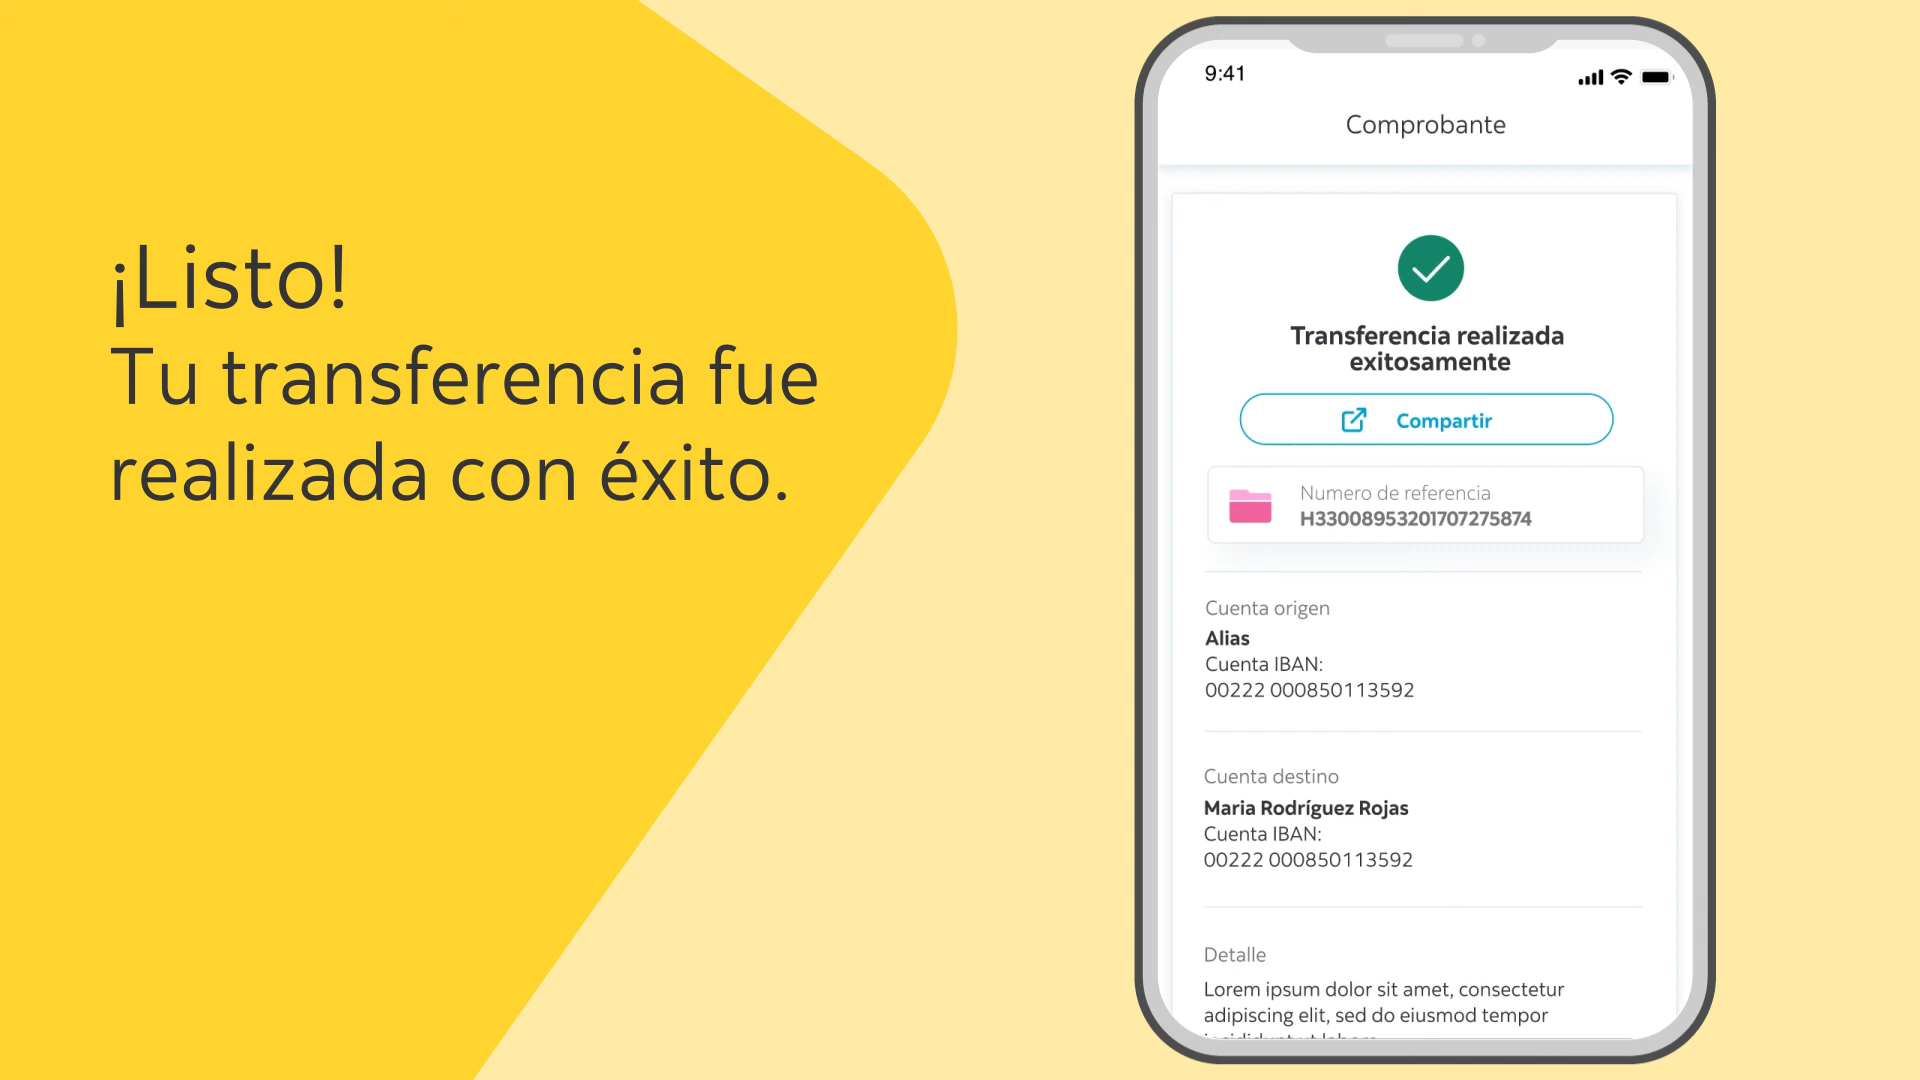 ¡Listo!
Tu transferencia fue
realizada con éxito.
9:41
Comprobante
Transferencia realizada
exitosamente
Compartir
Numero de referencia
H33008953201707275874
Cuenta origen
Alias
Cuenta IBAN:
00222 000850113592
Cuenta destino
Maria Rodríguez Rojas
Cuenta IBAN:
00222 000850113592
Detalle
Lorem ipsum dolor sit amet, consectetur
adipiscing elit, sed do eiusmod tempor